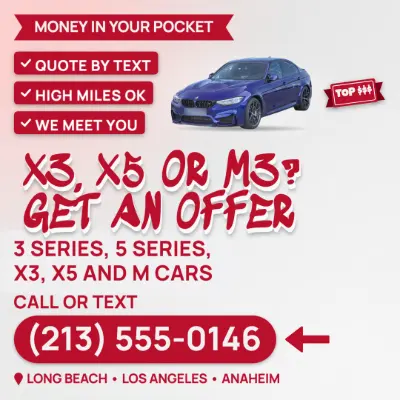 MONEY IN YOUR POCKET
✓ QUOTE BY TEXT
✓ HIGH MILES OK
✓ WE MEET YOU
TOP $$$
X3, X5 OR M3?
GET AN OFFER
3 SERIES, 5 SERIES,
X3, X5 AND M CARS
CALL OR TEXT
(213) 555-0146
LONG BEACH • LOS ANGELES • ANAHEIM